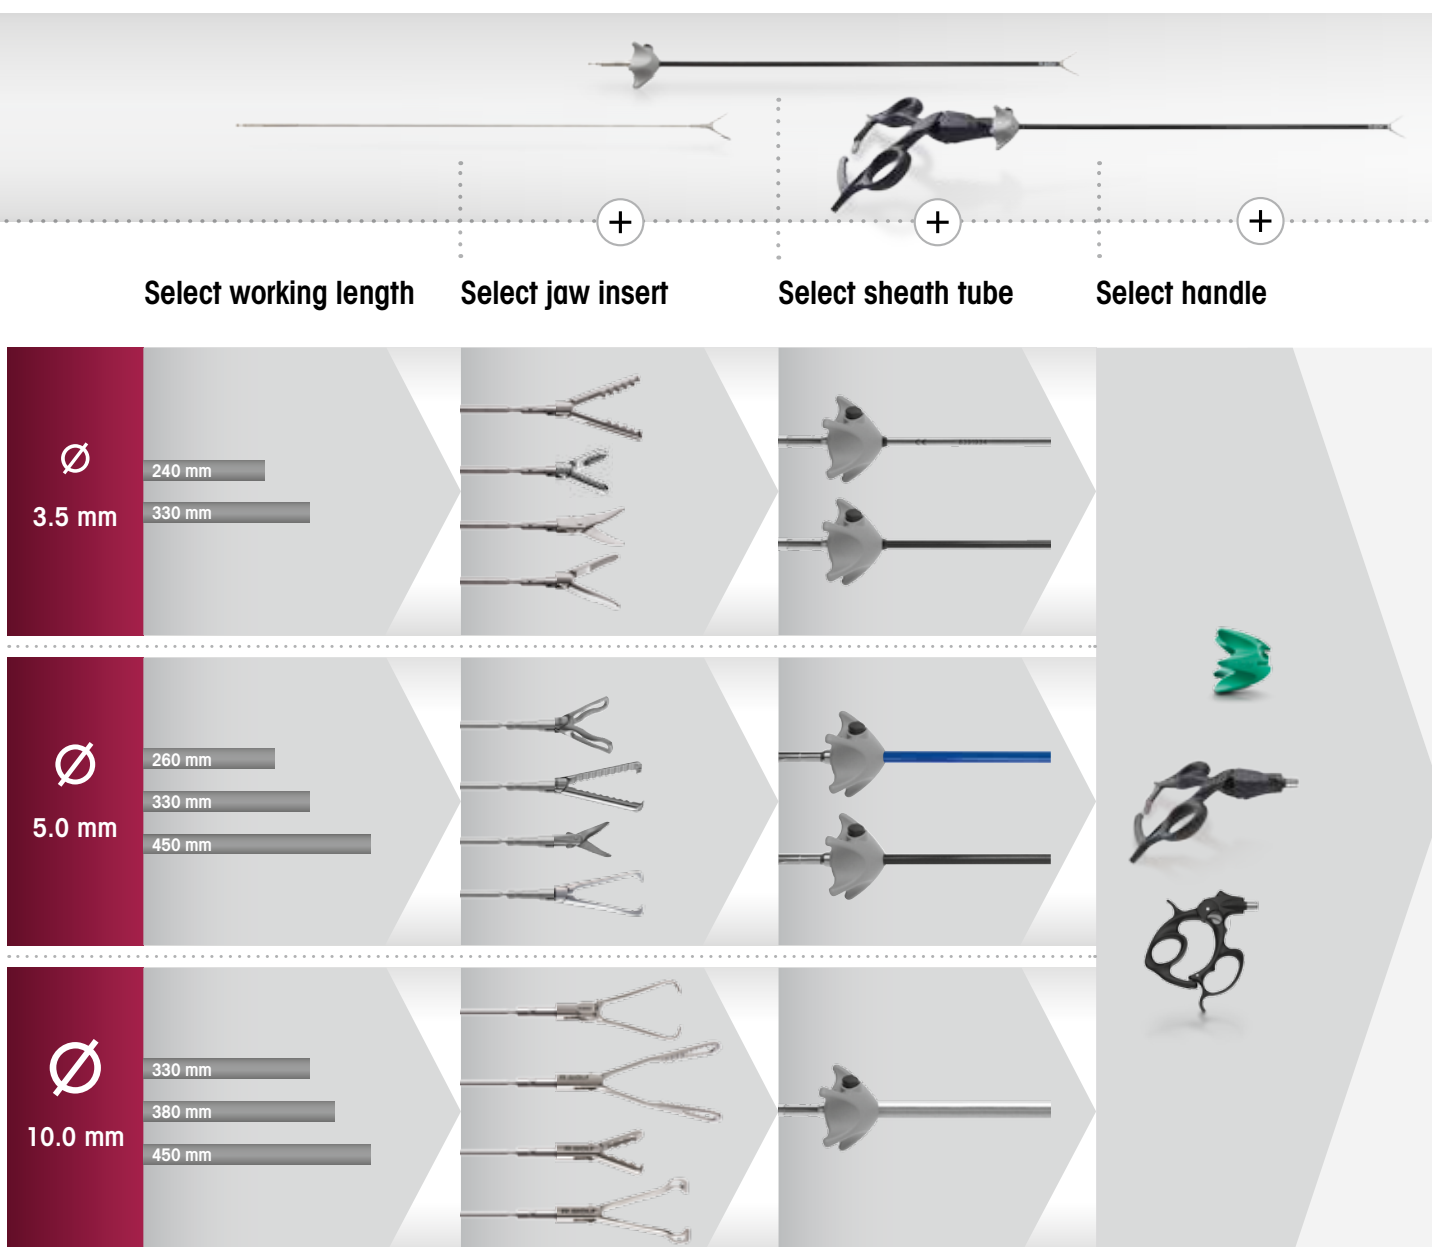 Select working length
Select jaw insert
Select sheath tube
Select handle
Ø
3.5 mm
240 mm
330 mm
Ø
5.0 mm
260 mm
330 mm
450 mm
Ø
10.0 mm
330 mm
380 mm
450 mm